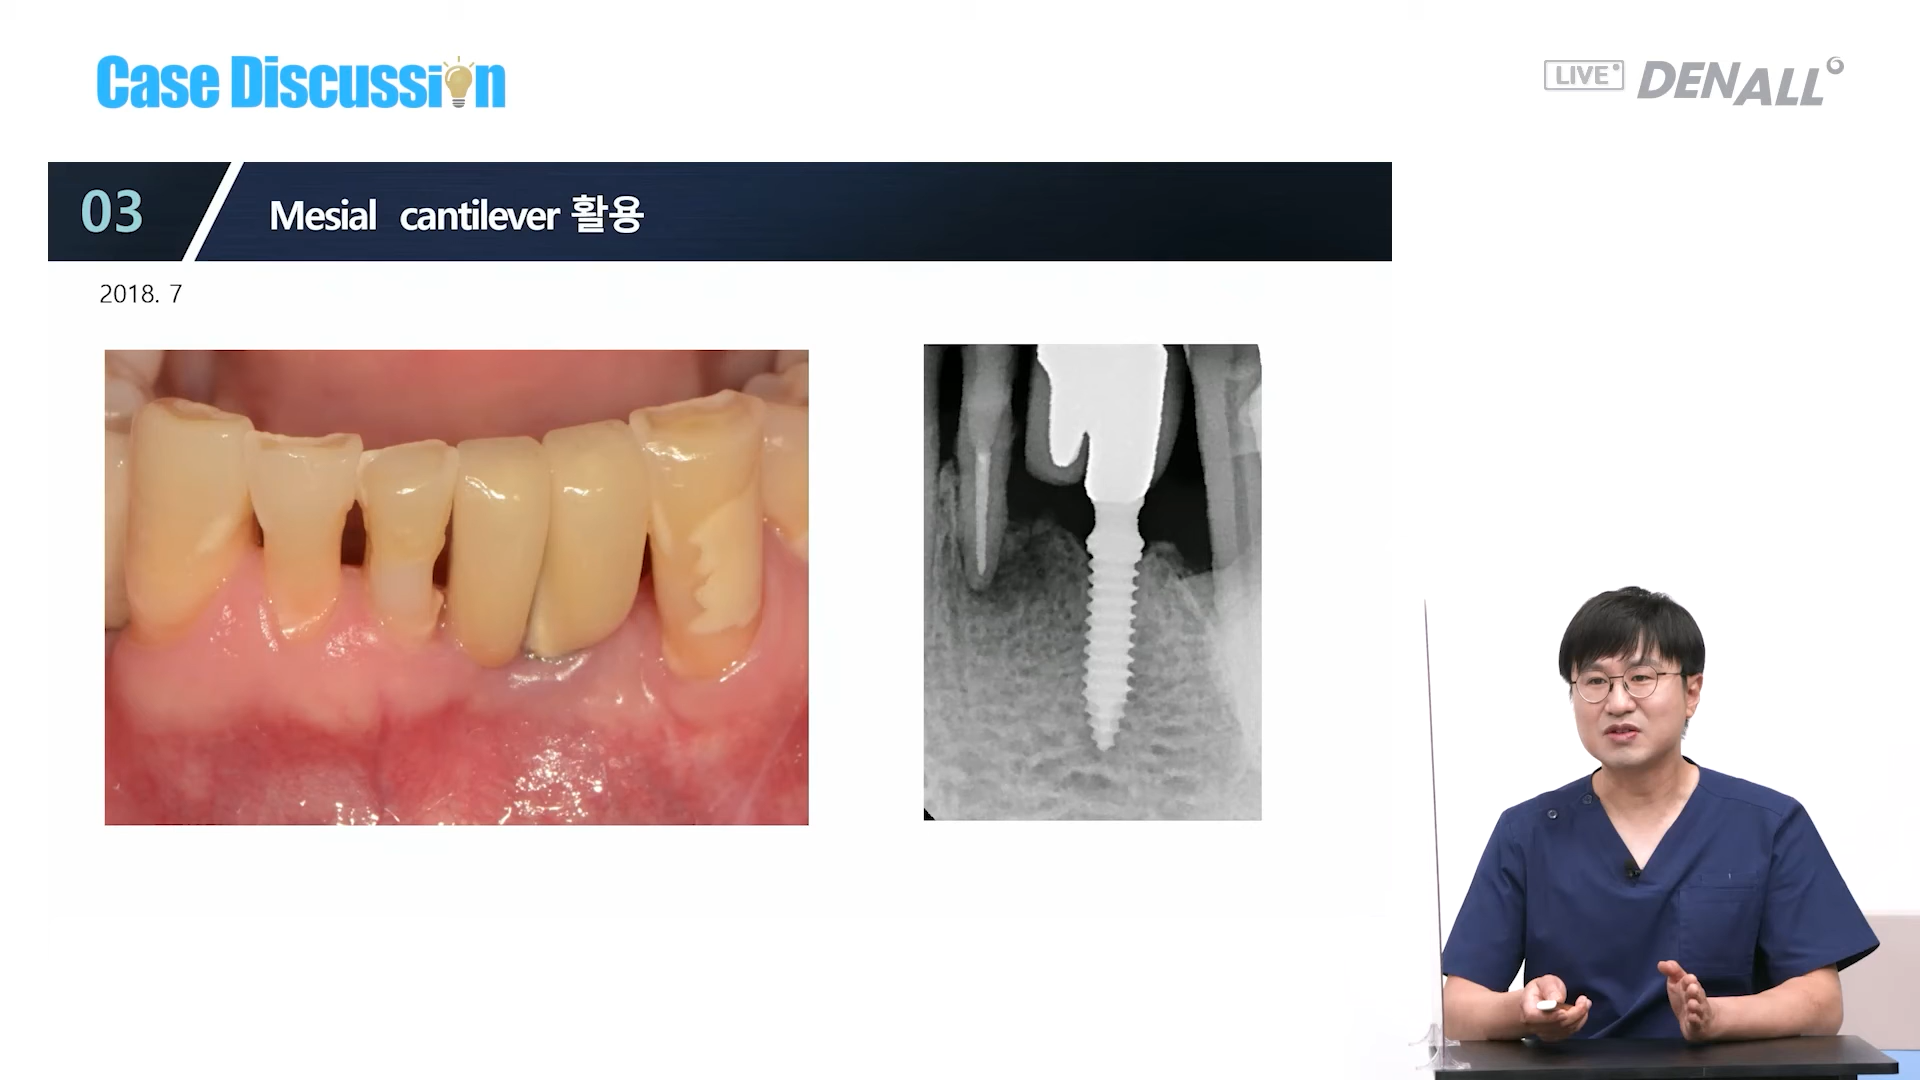 Case Discussion
LIVE DENALL
03 Mesial cantilever 활용
2018. 7